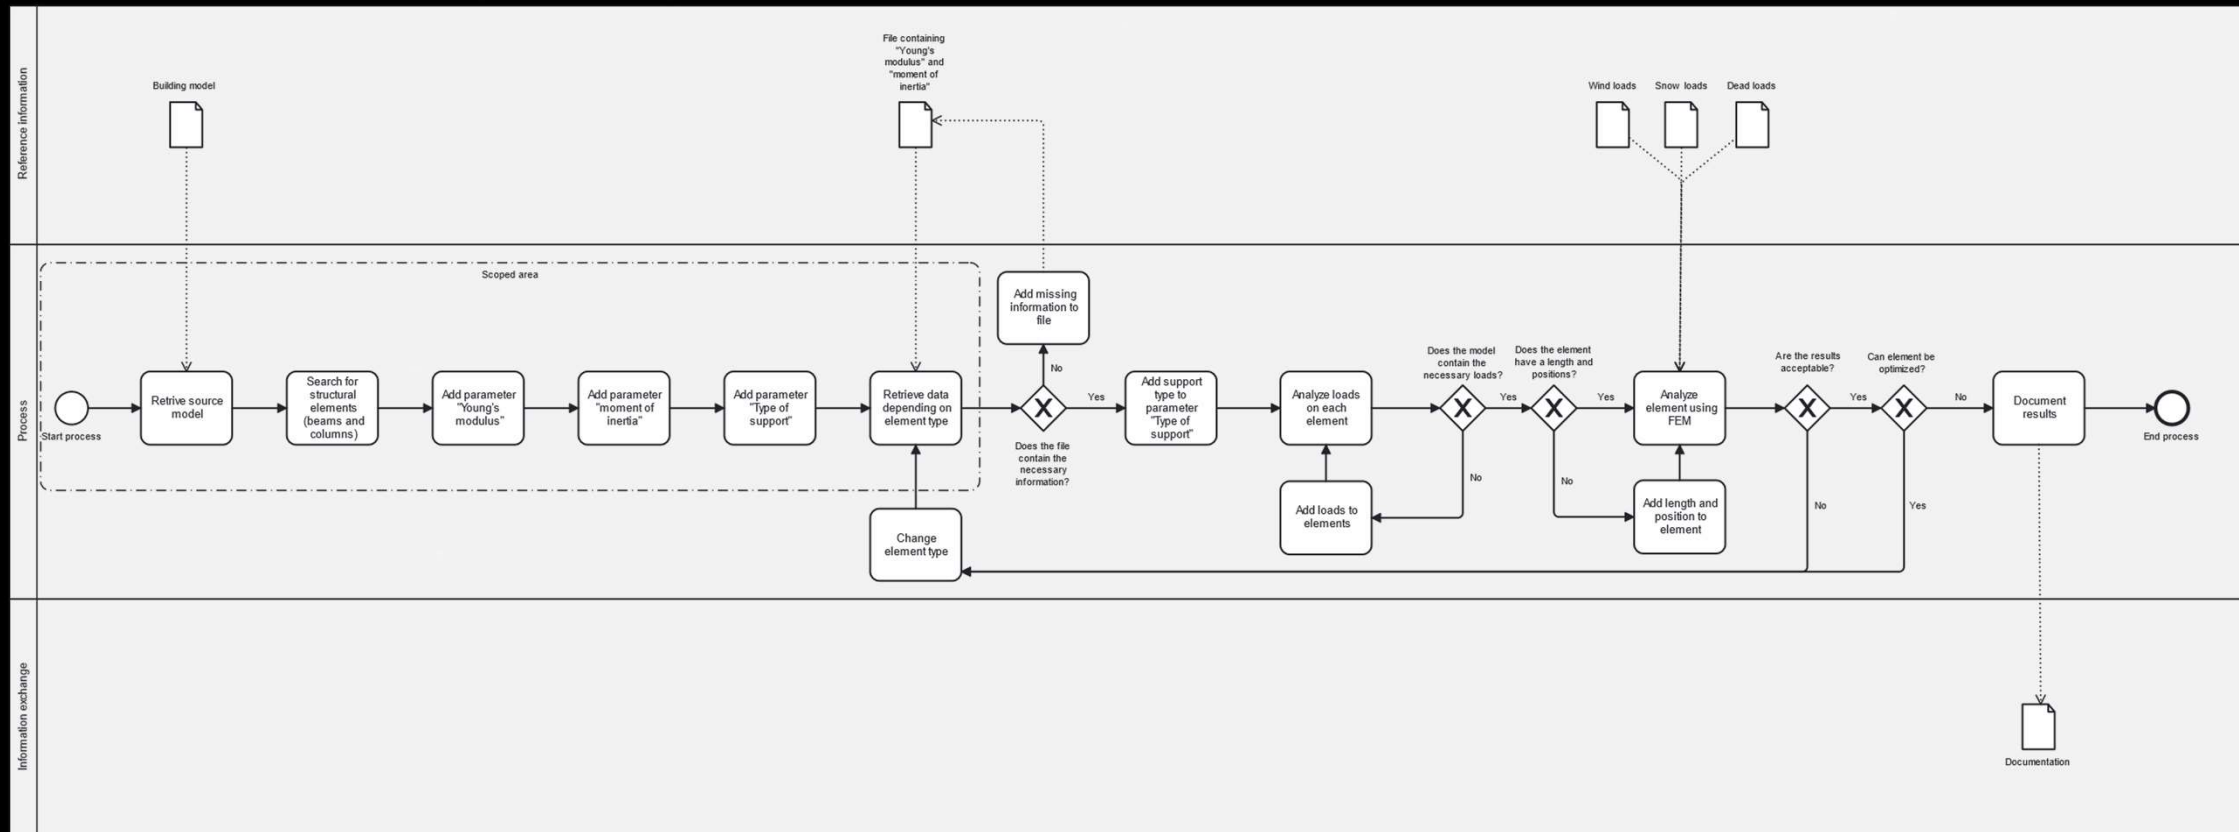 Reference information
Building model
File containing
"Young's
modulus" and
"moment of
inertia"
Wind loads
Snow loads
Dead loads
Process
Scoped area
Start process
Retrive source
model
Search for
structural
elements
(beams and
columns)
Add parameter
"Young's
modulus"
Add parameter
"moment of
inertia"
Add parameter
"Type of
support"
Retrieve data
depending on
element type
Change
element type
Add missing
information to
file
No
Yes
Does the file
contain the
necessary
information?
Add support
type to
parameter
"Type of
support"
Analyze loads
on each
element
Add loads to
elements
Does the model
contain the
necessary loads?
Yes
No
Does the element
have a length and
positions?
Yes
No
Analyze
element using
FEM
Add length and
position to
element
Are the results
acceptable?
Yes
No
Can element be
optimized?
No
Yes
Document
results
End process
Information exchange
Documentation